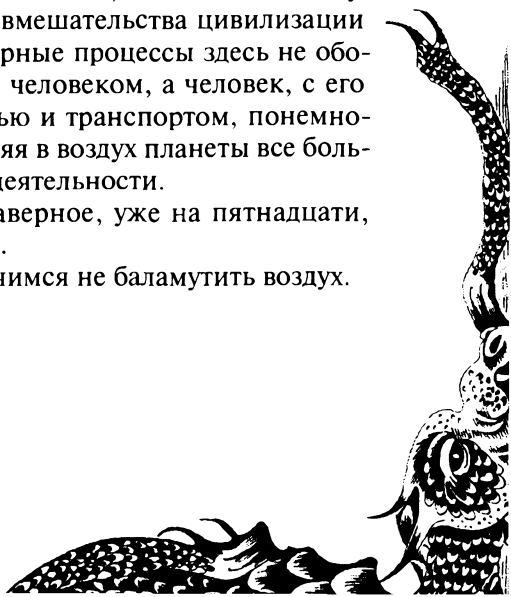 вмешательства цивилизации
рные процессы здесь не обо-
человеком, а человек, с его
ью и транспортом, понемно-
яя в воздух планеты все боль-
деятельности.
аверное, уже на пятнадцати,
.
чимся не баламутить воздух.